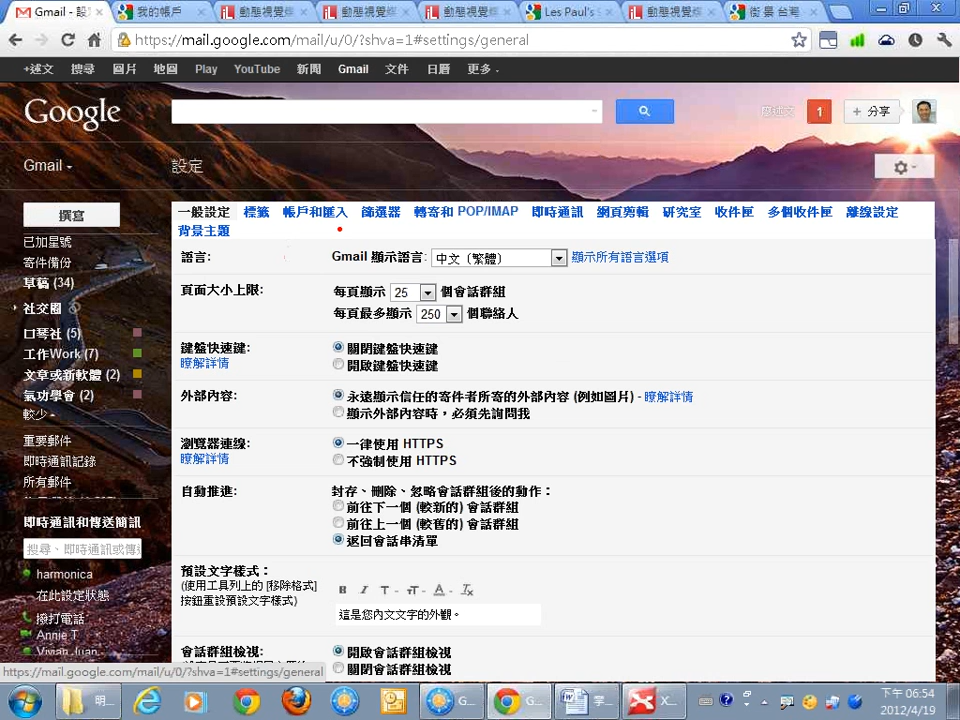 Gmail - 設
我的帳戶
動態視覺
動態視覺
動態視覺
Les Paul's
動態視覺
街 景 台灣
https://mail.google.com/mail/u/0/?shva=1#settings/general
+述文 搜尋 圖片 地圖 Play YouTube 新聞 Gmail 文件 日曆 更多
Google
1
+ 分享
Gmail
設定
撰寫
已加星號
寄件備份
草稿 (34)
社交圈
口琴社 (5)
工作Work (7)
文章或新軟體 (2)
氣功學會 (2)
較少
重要郵件
即時通訊記錄
所有郵件
即時通訊和傳送簡訊
搜尋、即時通訊或傳送
harmonica
在此設定狀態
撥打電話
Annie T
Vivian Juan
一般設定 標籤 帳戶和匯入 篩選器 轉寄和 POP/IMAP 即時通訊 網頁剪輯 研究室 收件匣 多個收件匣 離線設定
背景主題
語言: Gmail 顯示語言: 中文（繁體） 顯示所有語言選項
頁面大小上限: 每頁顯示 25 個會話群組
每頁最多顯示 250 個聯絡人
鍵盤快速鍵: 關閉鍵盤快速鍵
瞭解詳情 開啟鍵盤快速鍵
外部內容: 永遠顯示信任的寄件者所寄的外部內容 (例如圖片) - 瞭解詳情
顯示外部內容時，必須先詢問我
瀏覽器連線: 一律使用 HTTPS
瞭解詳情 不強制使用 HTTPS
自動推進: 封存、刪除、忽略會話群組後的動作：
前往下一個 (較新的) 會話群組
前往上一個 (較舊的) 會話群組
返回會話串清單
預設文字樣式：
(使用工具列上的 [移除格式]
按鈕重設預設文字樣式)
B I T T A Tx
這是您內文文字的外觀。
會話群組檢視: 開啟會話群組檢視
關閉會話群組檢視
https://mail.google.com/mail/u/0/?shva=1#settings/general
明...
G...
G...
李...
X...
下午 06:54
2012/4/19